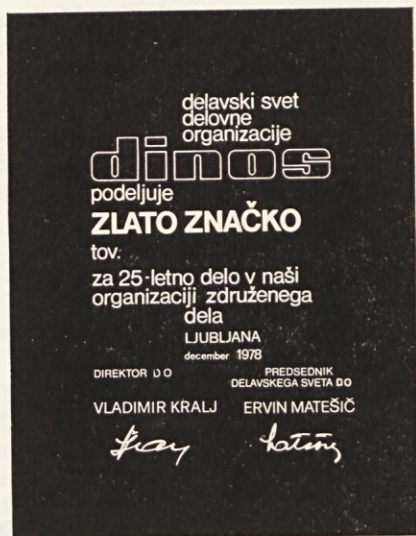 delavski svet
delovne
organizacije
dinos
podeljuje
ZLATO ZNAČKO
tov.
za 25-letno delo v naši
organizaciji združenega
dela
LJUBLJANA
december 1978
DIREKTOR DO
PREDSEDNIK
DELAVSKEGA SVETA DO
VLADIMIR KRALJ
ERVIN MATEŠIČ